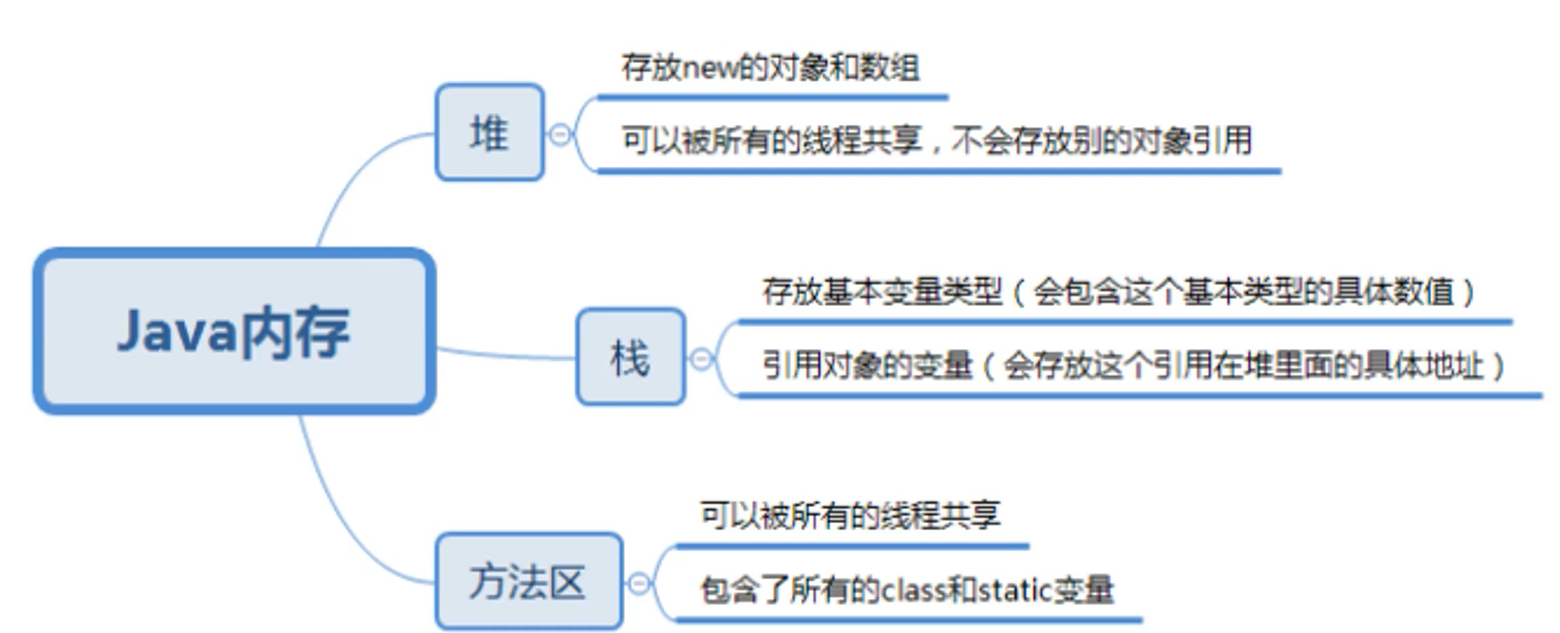 存放new的对象和数组
堆
可以被所有的线程共享，不会存放别的对象引用
存放基本变量类型（会包含这个基本类型的具体数值）
Java内存
栈
引用对象的变量（会存放这个引用在堆里面的具体地址）
可以被所有的线程共享
方法区
包含了所有的class和static变量